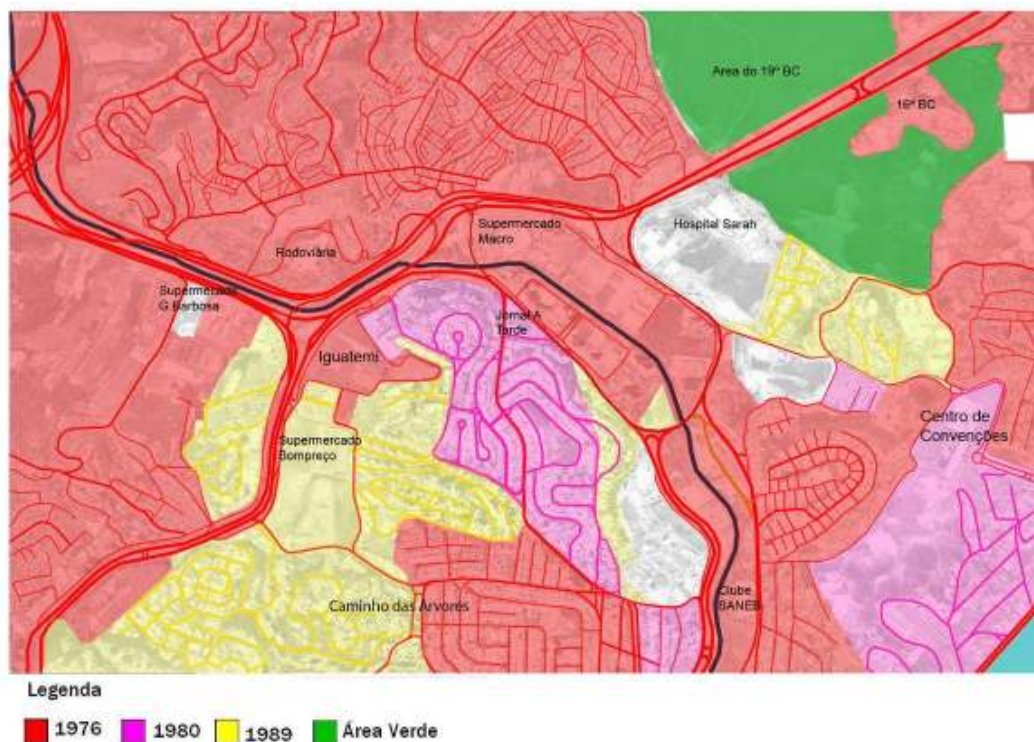 Área do 19º BC
19º BC
Hospital Sarah
Supermercado
Macro
Rodoviária
Supermercado
G.Barbosa
Jornal A
Tarde
Iguatemi
Centro de
Convenções
Supermercado
Bompreço
Caminho das Árvores
Clube
BANEB
Legenda
1976
1980
1989
Área Verde